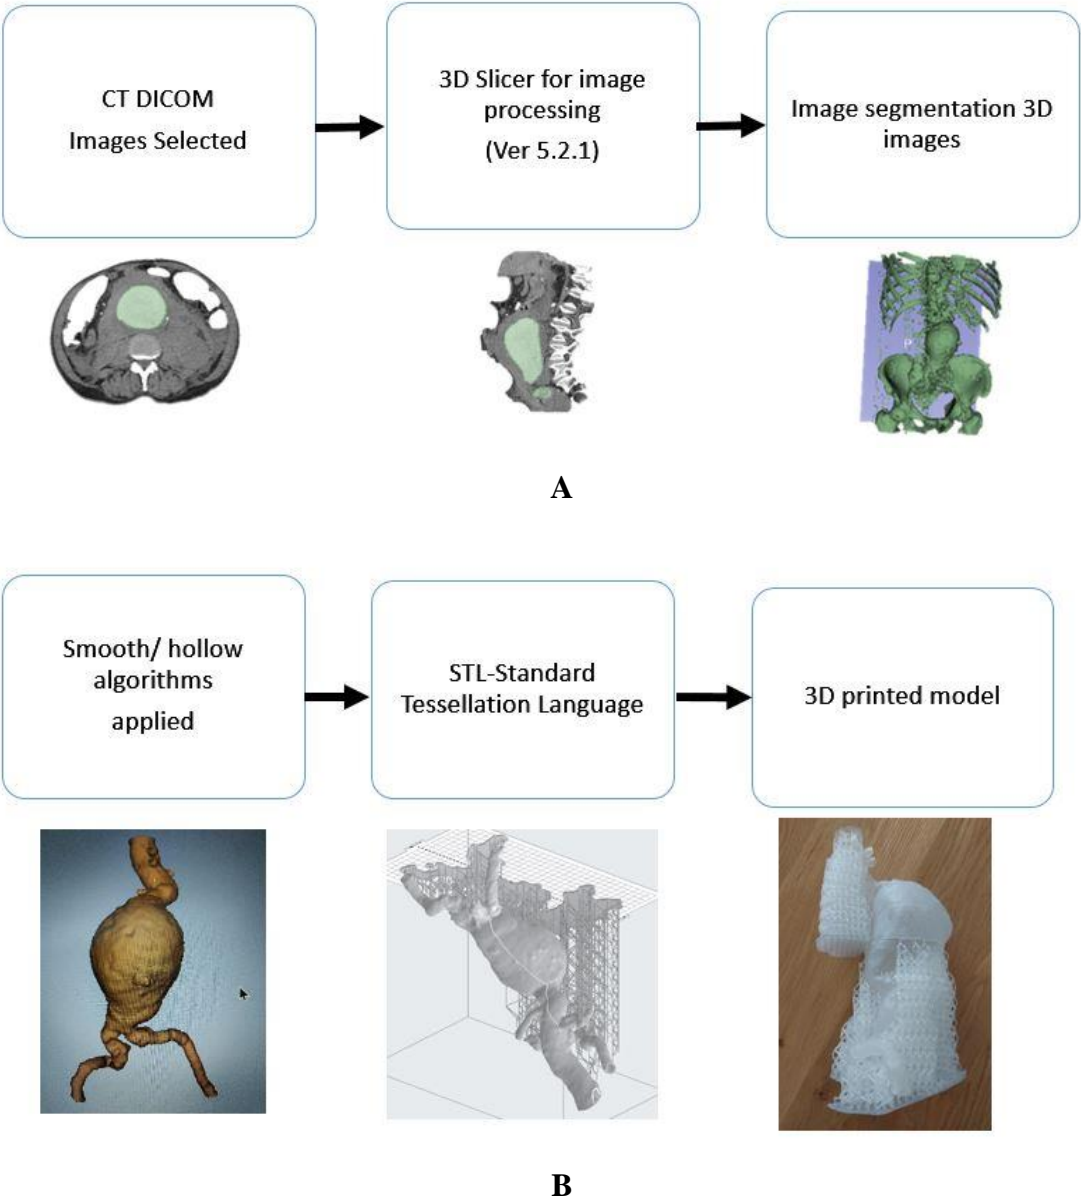 CT DICOM
Images Selected
3D Slicer for image
processing
(Ver 5.2.1)
Image segmentation 3D
images
A
Smooth/ hollow
algorithms
applied
STL-Standard
Tessellation Language
3D printed model
B